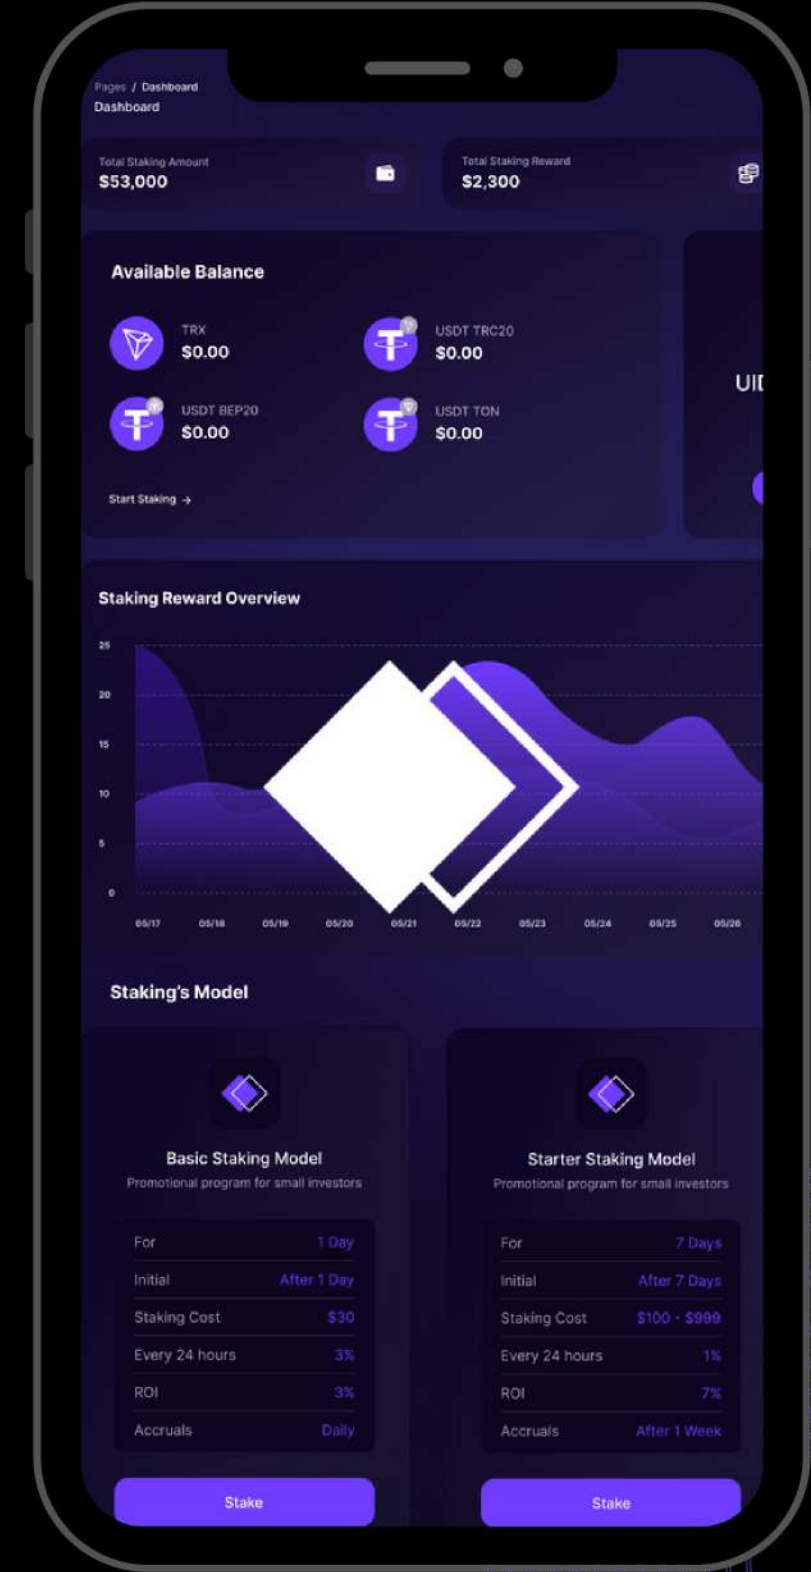 Pages / Dashboard
Dashboard
Total Staking Amount
$53,000
Total Staking Reward
$2,300
Available Balance
TRX
$0.00
USDT TRC20
$0.00
USDT BEP20
$0.00
USDT TON
$0.00
Start Staking →
Staking Reward Overview
25
20
15
10
5
0
05/17 05/18 05/19 05/20 05/21 05/22 05/23 05/24 05/25 05/26
Staking's Model
Basic Staking Model
Promotional program for small investors
For 1 Day
Initial After 1 Day
Staking Cost $30
Every 24 hours 3%
ROI 3%
Accruals Daily
Stake
Starter Staking Model
Promotional program for small investors
For 7 Days
Initial After 7 Days
Staking Cost $100 - $999
Every 24 hours 1%
ROI 7%
Accruals After 1 Week
Stake